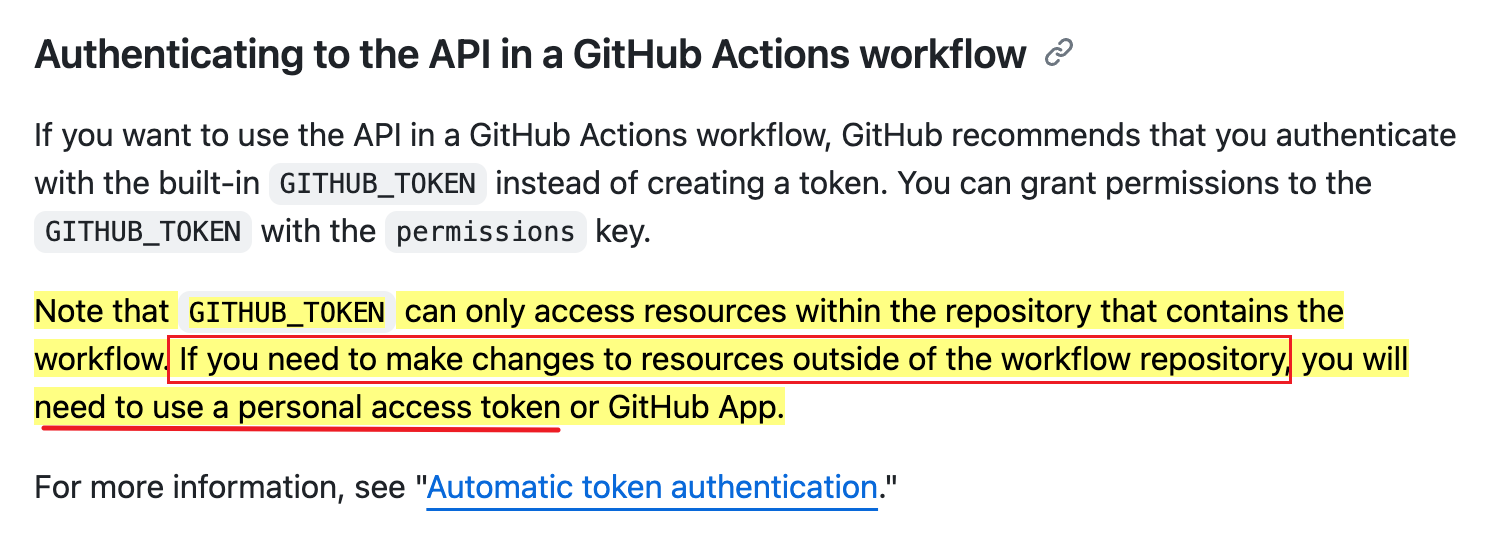 Authenticating to the API in a GitHub Actions workflow
If you want to use the API in a GitHub Actions workflow, GitHub recommends that you authenticate
with the built-in GITHUB_TOKEN instead of creating a token. You can grant permissions to the
GITHUB_TOKEN with the permissions key.
Note that GITHUB_TOKEN can only access resources within the repository that contains the
workflow. If you need to make changes to resources outside of the workflow repository, you will
need to use a personal access token or GitHub App.
For more information, see "Automatic token authentication."